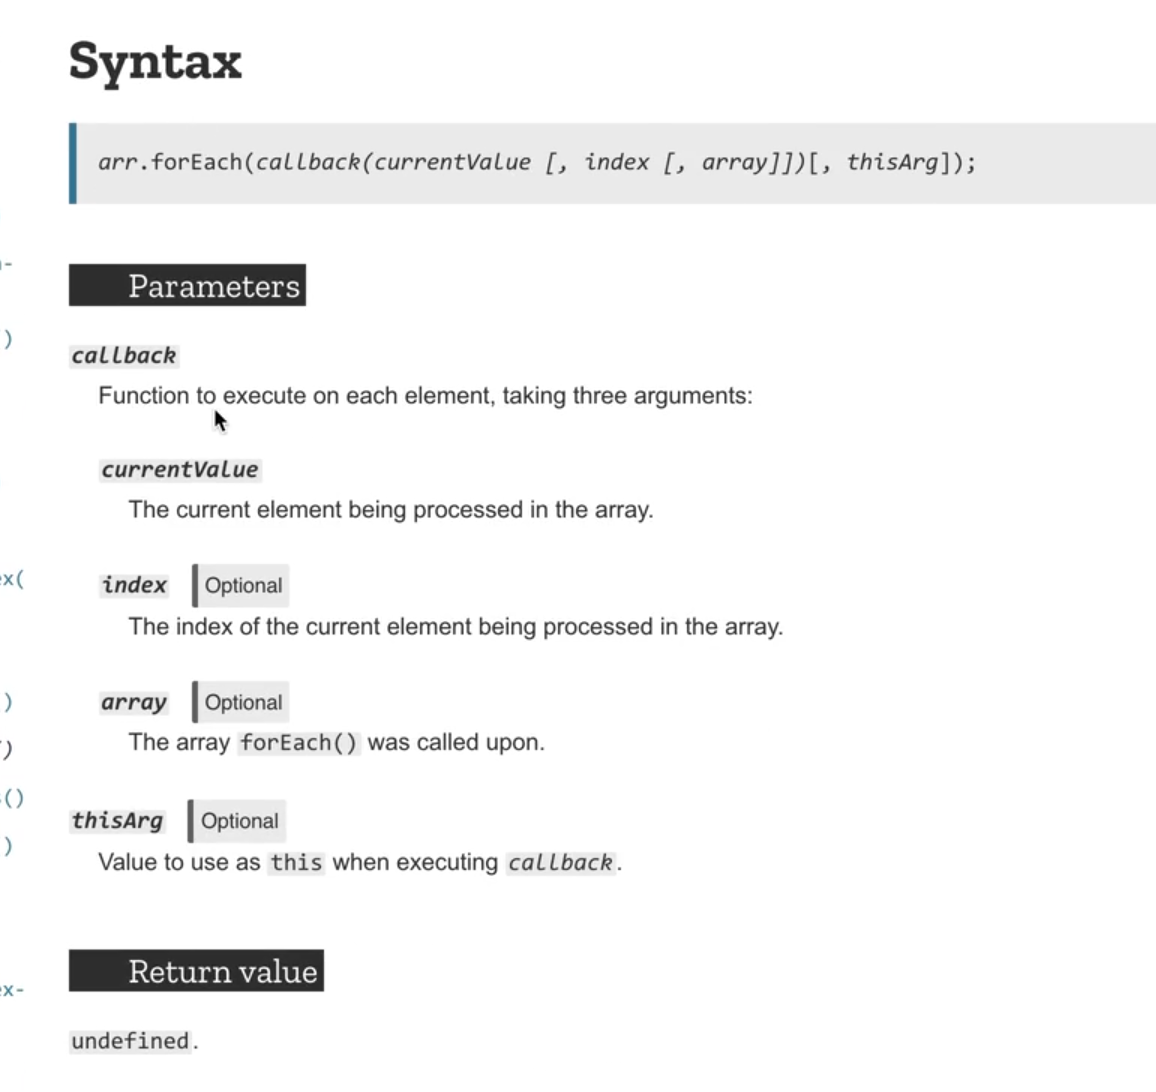 Syntax
arr.forEach(callback(currentValue [, index [, array]])[, thisArg]);
Parameters
)
callback
Function to execute on each element, taking three arguments:
currentValue
The current element being processed in the array.
ex(
index Optional
The index of the current element being processed in the array.
)
array Optional
The array forEach() was called upon.
)
()
thisArg Optional
)
Value to use as this when executing callback.
Return value
ex-
undefined.